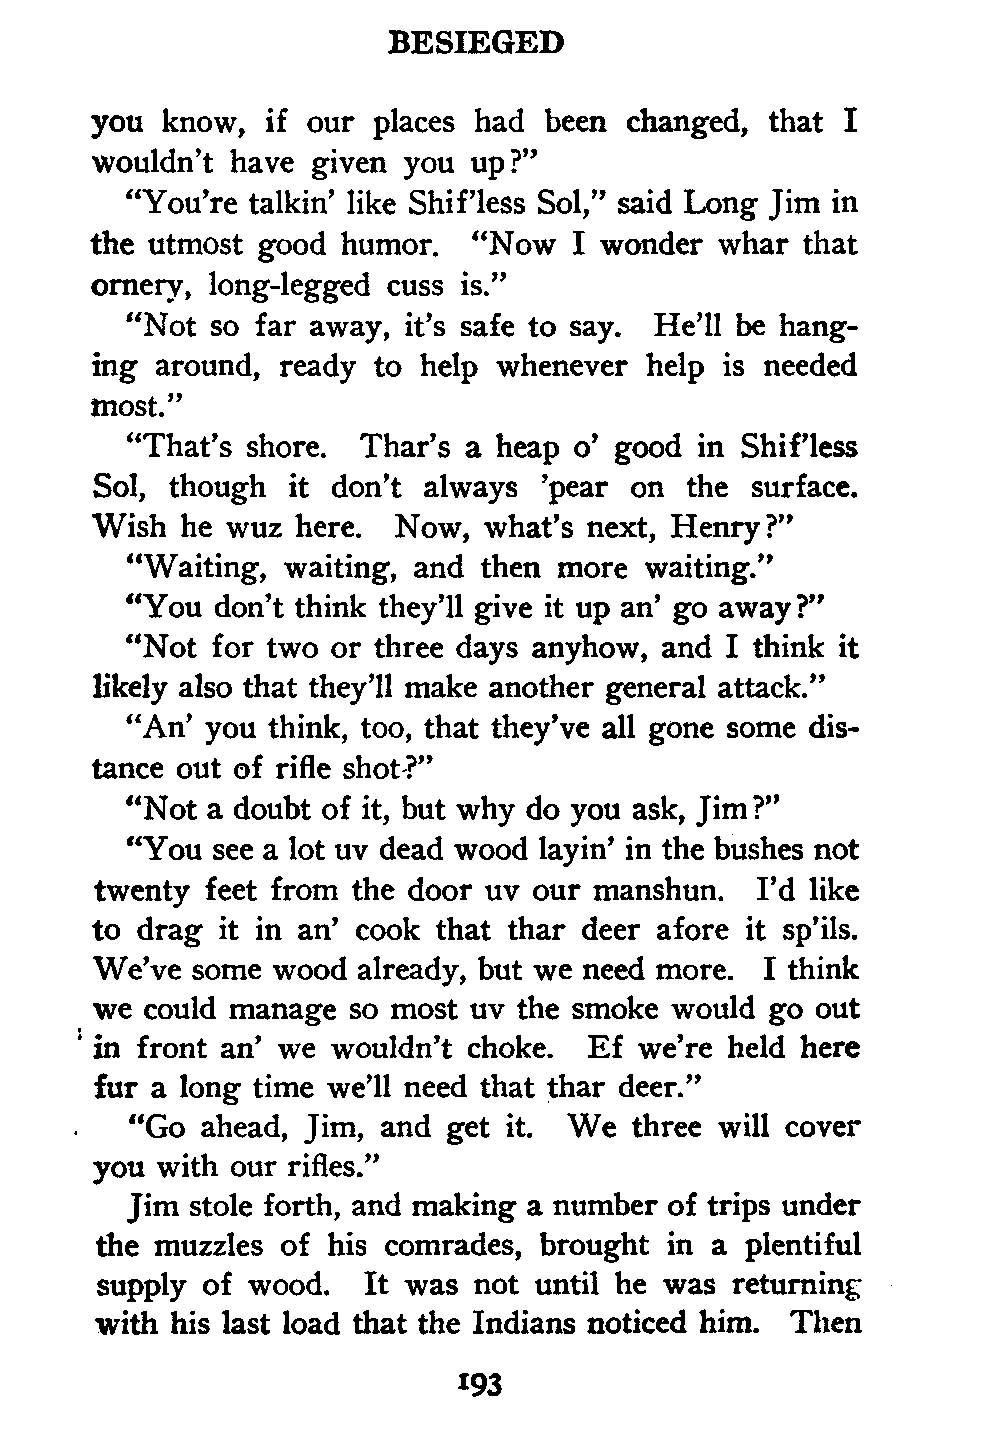 BESIEGED
you know, if our places had been changed, that I
wouldn't have given you up?"
"You're talkin' like Shif'less Sol," said Long Jim in
the utmost good humor. "Now I wonder whar that
ornery, long-legged cuss is."
"Not so far away, it's safe to say. He'll be hang-
ing around, ready to help whenever help is needed
most."
"That's shore. Thar's a heap o' good in Shif'less
Sol, though it don't always 'pear on the surface.
Wish he wuz here. Now, what's next, Henry?"
"Waiting, waiting, and then more waiting."
"You don't think they'll give it up an' go away?"
"Not for two or three days anyhow, and I think it
likely also that they'll make another general attack."
"An' you think, too, that they've all gone some dis-
tance out of rifle shot?"
"Not a doubt of it, but why do you ask, Jim?"
"You see a lot uv dead wood layin' in the bushes not
twenty feet from the door uv our manshun. I'd like
to drag it in an' cook that thar deer afore it sp'ils.
We've some wood already, but we need more. I think
we could manage so most uv the smoke would go out
in front an' we wouldn't choke. Ef we're held here
fur a long time we'll need that thar deer."
"Go ahead, Jim, and get it. We three will cover
you with our rifles."
Jim stole forth, and making a number of trips under
the muzzles of his comrades, brought in a plentiful
supply of wood. It was not until he was returning
with his last load that the Indians noticed him. Then
193